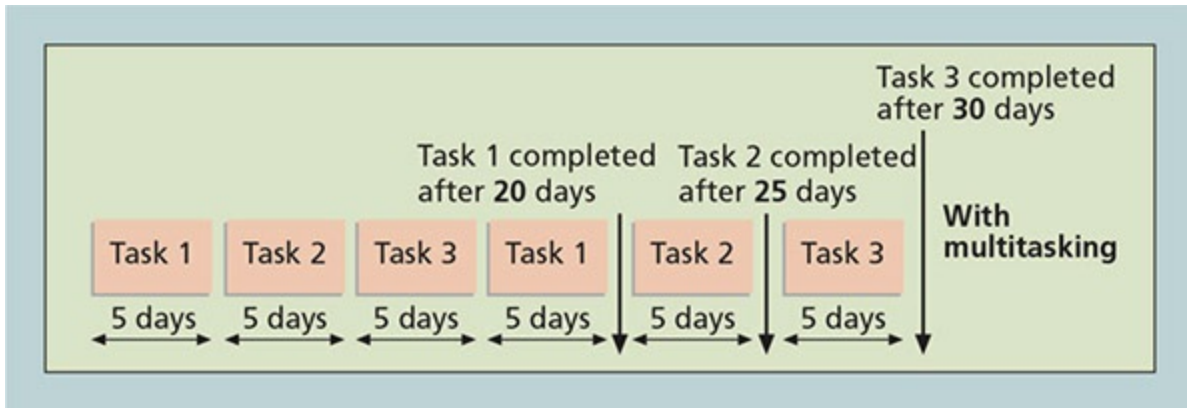 Task 3 completed
after 30 days
Task 1 completed
after 20 days
Task 2 completed
after 25 days
With
multitasking
Task 1
Task 2
Task 3
Task 1
Task 2
Task 3
5 days
5 days
5 days
5 days
5 days
5 days